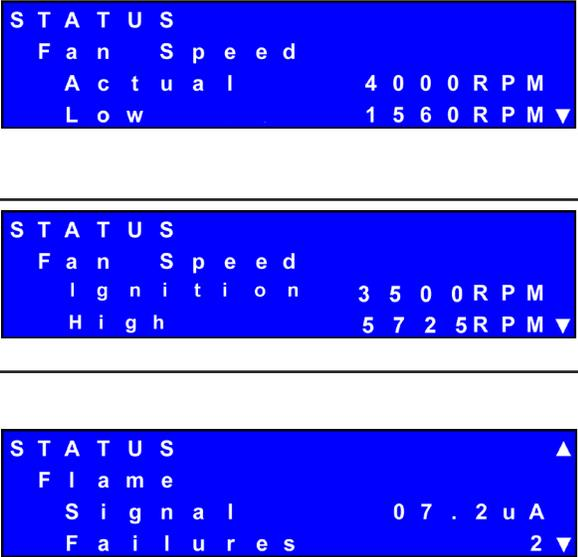 STATUS
Fan Speed
Actual 4000RPM
Low 1560RPM ▼
STATUS
Fan Speed
Ignition 3500RPM
High 5725RPM ▼
STATUS ▲
Flame
Signal 07.2uA
Failures 2 ▼